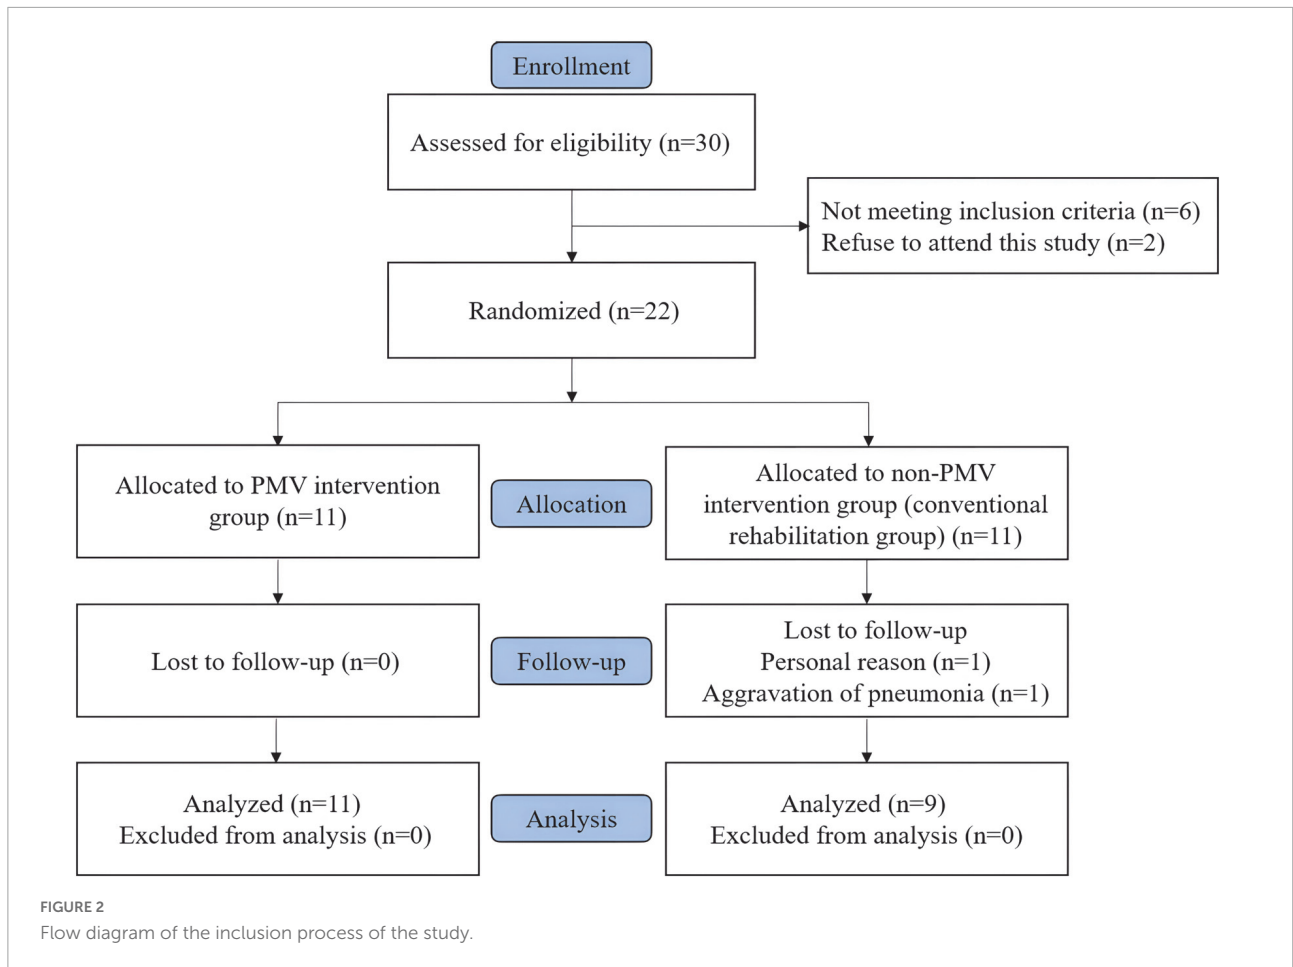 Enrollment
Assessed for eligibility (n=30)
Not meeting inclusion criteria (n=6)
Refuse to attend this study (n=2)
Randomized (n=22)
Allocated to PMV intervention
group (n=11)
Allocation
Allocated to non-PMV
intervention group (conventional
rehabilitation group) (n=11)
Lost to follow-up (n=0)
Follow-up
Lost to follow-up
Personal reason (n=1)
Aggravation of pneumonia (n=1)
Analyzed (n=11)
Excluded from analysis (n=0)
Analysis
Analyzed (n=9)
Excluded from analysis (n=0)
FIGURE 2
Flow diagram of the inclusion process of the study.